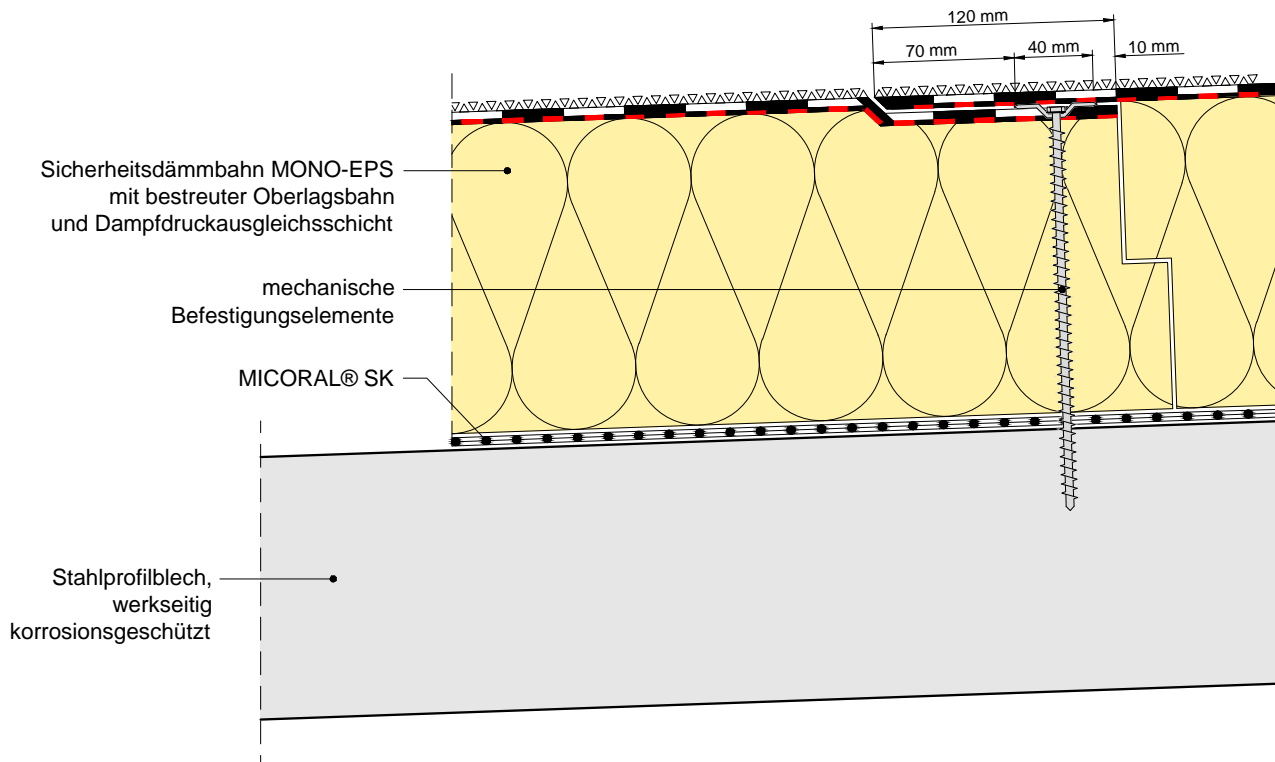 120 mm
70 mm
40 mm
10 mm
Sicherheitsdämmbahn MONO-EPS
mit bestreuter Oberlagsbahn
und Dampfdruckausgleichsschicht
mechanische
Befestigungselemente
MICORAL® SK
Stahlprofilblech,
werkseitig
korrosionsgeschützt